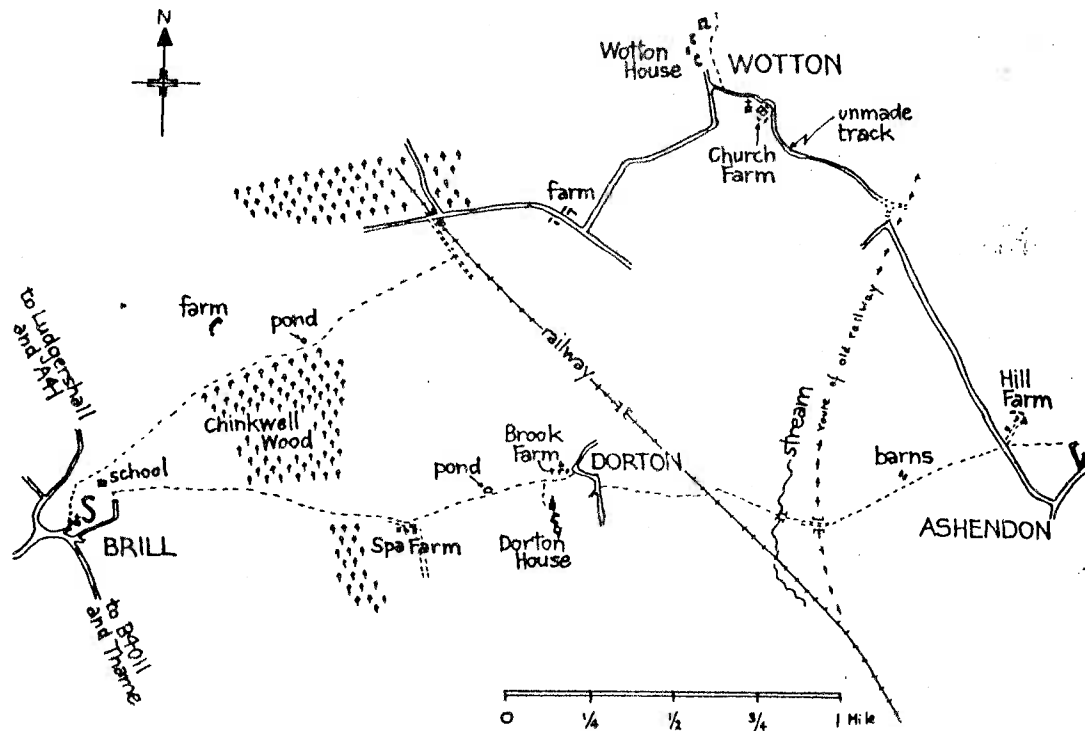 N
Wotton
House
WOTTON
unmade
track
Church
Farm
farm
to Ludgershall
and A41
farm
pond
railway
route of old railway
stream
Hill
Farm
Chinkwell
Wood
school
S
BRILL
pond
Brook
Farm
DORTON
barns
ASHENDON
Spa Farm
Dorton
House
to B4011
and Thame
0 1/4 1/2 3/4 1 Mile